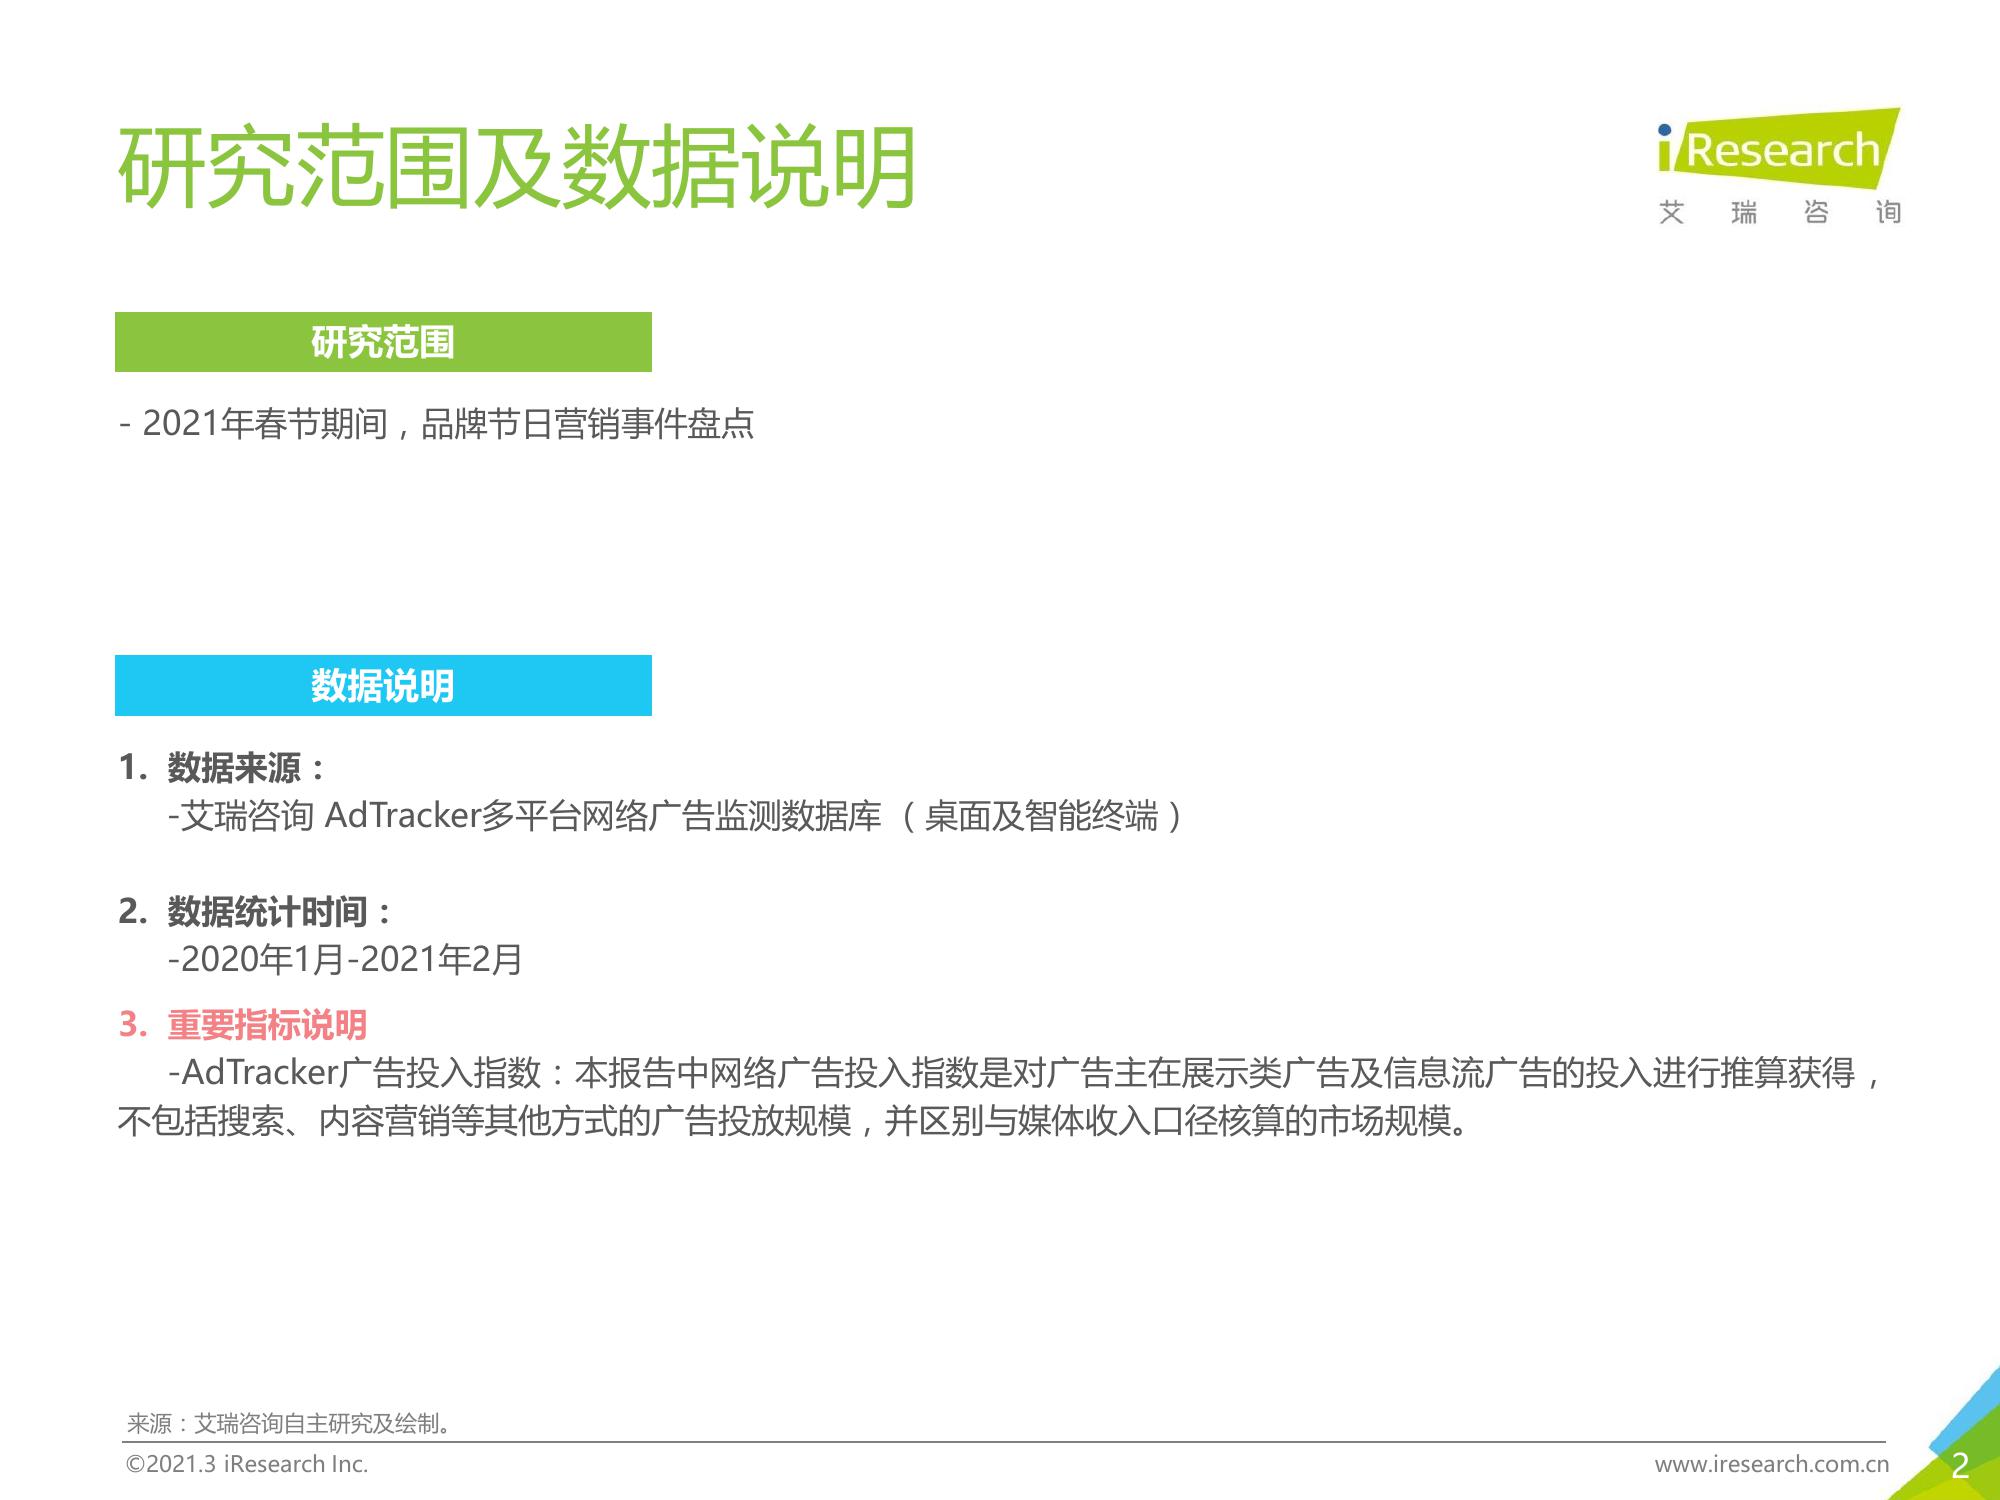 研究范围及数据说明
iResearch
艾瑞咨询
研究范围
- 2021年春节期间，品牌节日营销事件盘点
数据说明
1. 数据来源：
-艾瑞咨询 AdTracker多平台网络广告监测数据库（桌面及智能终端）
2. 数据统计时间：
-2020年1月-2021年2月
3. 重要指标说明
-AdTracker广告投入指数：本报告中网络广告投入指数是对广告主在展示类广告及信息流广告的投入进行推算获得，
不包括搜索、内容营销等其他方式的广告投放规模，并区别与媒体收入口径核算的市场规模。
来源：艾瑞咨询自主研究及绘制。
©2021.3 iResearch Inc.
www.iresearch.com.cn
2